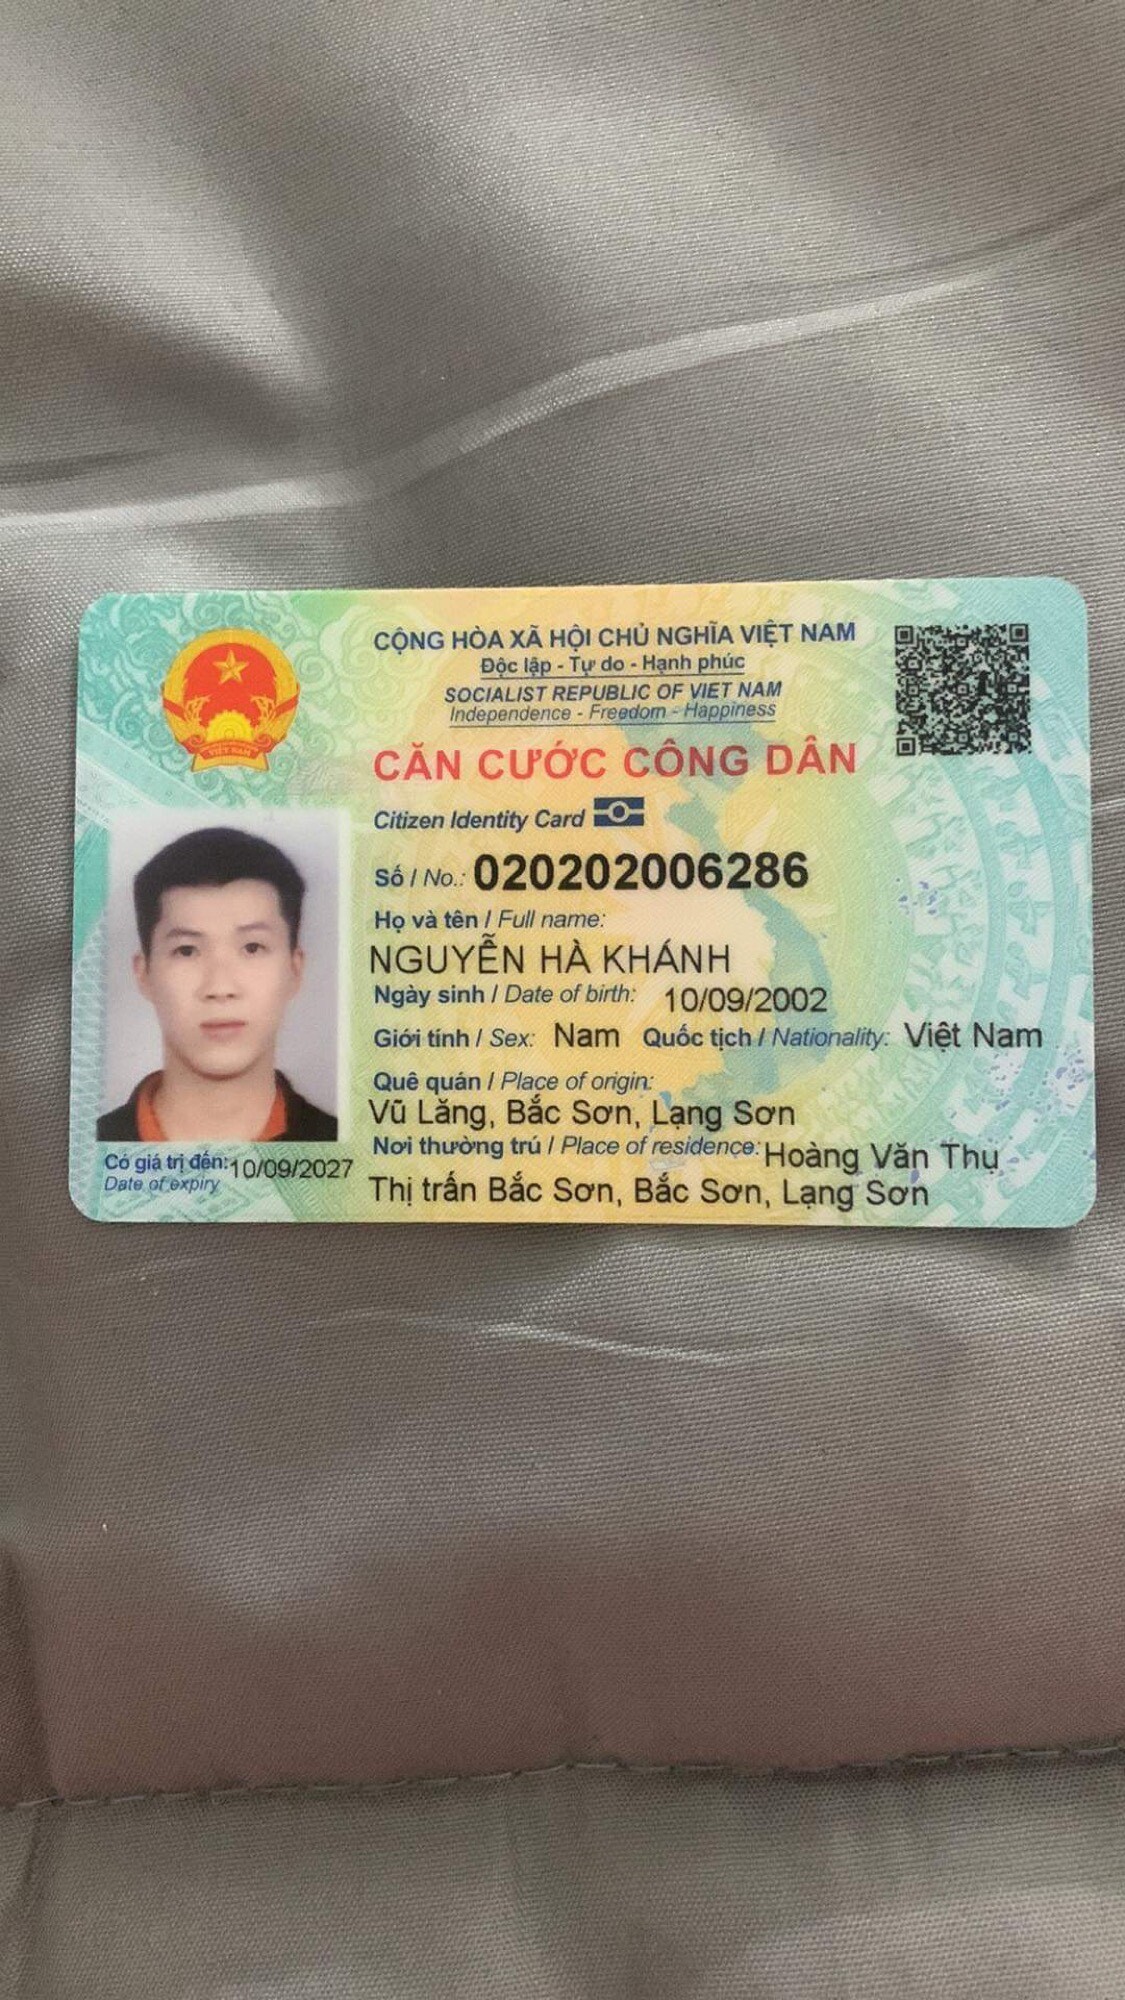 CỘNG HÒA XÃ HỘI CHỦ NGHĨA VIỆT NAM
Độc lập - Tự do - Hạnh phúc
SOCIALIST REPUBLIC OF VIET NAM
Independence - Freedom - Happiness
CĂN CƯỚC CÔNG DÂN
Citizen Identity Card
Số / No.: 020202006286
Họ và tên / Full name:
NGUYỄN HÀ KHÁNH
Ngày sinh / Date of birth: 10/09/2002
Giới tính / Sex: Nam Quốc tịch / Nationality: Việt Nam
Quê quán / Place of origin:
Vũ Lăng, Bắc Sơn, Lạng Sơn
Nơi thường trú / Place of residence: Hoàng Văn Thụ
Thị trấn Bắc Sơn, Bắc Sơn, Lạng Sơn
Có giá trị đến: 10/09/2027
Date of expiry
VIỆT NAM